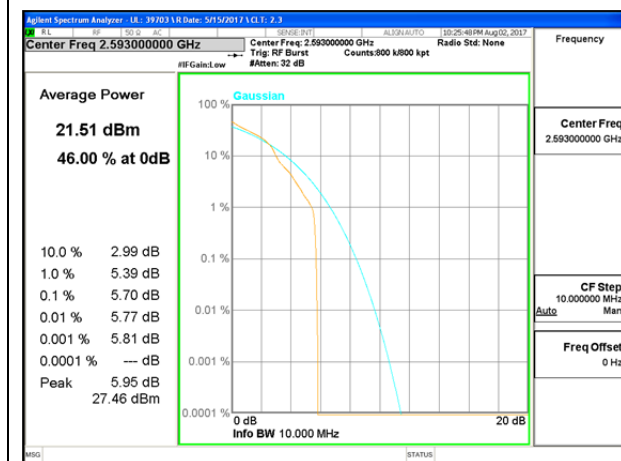 Agilent Spectrum Analyzer - UL: 39703 \ R Date: 5/15/2017 \ CLT: 2.3
RL RF 50 Ω AC SENSE:INT ALIGN AUTO 10:25:48 PM Aug 02, 2017
Center Freq 2.593000000 GHz
Center Freq: 2.593000000 GHz Radio Std: None
Trig: RF Burst Counts:800 k/800 kpt
#IFGain:Low #Atten: 32 dB
Frequency
Average Power
21.51 dBm
46.00 % at 0dB
10.0 % 2.99 dB
1.0 % 5.39 dB
0.1 % 5.70 dB
0.01 % 5.77 dB
0.001 % 5.81 dB
0.0001 % --- dB
Peak 5.95 dB
27.46 dBm
Gaussian
100 %
10 %
1 %
0.1 %
0.01 %
0.001 %
0.0001 %
0 dB 20 dB
Info BW 10.000 MHz
Center Freq
2.593000000 GHz
CF Step
10.000000 MHz
Auto Man
Freq Offset
0 Hz
MSG STATUS